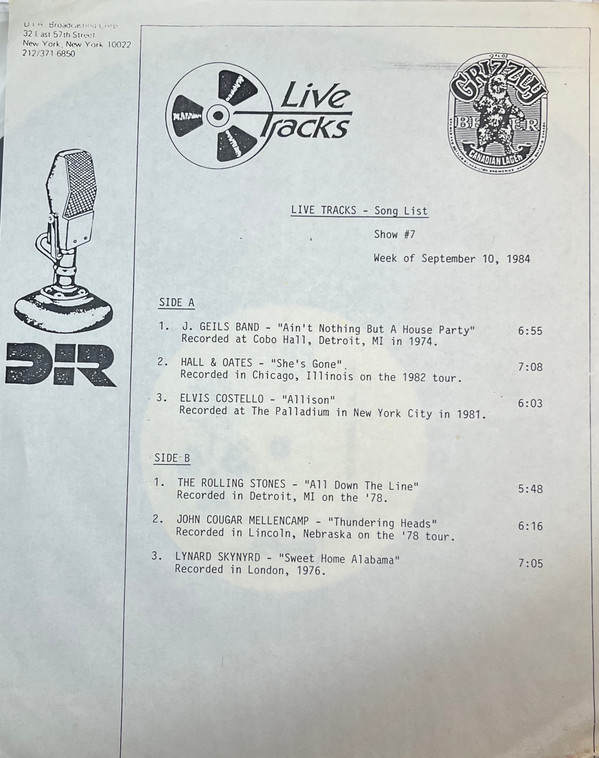 D.I.R. Broadcasting Corp.
32 East 57th Street
New York, New York 10022
212/371-6850
Live
Tracks
GRIZZLY
BEER
CANADIAN LAGER
DIR
LIVE TRACKS - Song List
Show #7
Week of September 10, 1984
SIDE A
1. J. GEILS BAND - "Ain't Nothing But A House Party" 6:55
Recorded at Cobo Hall, Detroit, MI in 1974.
2. HALL & OATES - "She's Gone" 7:08
Recorded in Chicago, Illinois on the 1982 tour.
3. ELVIS COSTELLO - "Allison" 6:03
Recorded at The Palladium in New York City in 1981.
SIDE B
1. THE ROLLING STONES - "All Down The Line" 5:48
Recorded in Detroit, MI on the '78.
2. JOHN COUGAR MELLENCAMP - "Thundering Heads" 6:16
Recorded in Lincoln, Nebraska on the '78 tour.
3. LYNARD SKYNYRD - "Sweet Home Alabama" 7:05
Recorded in London, 1976.